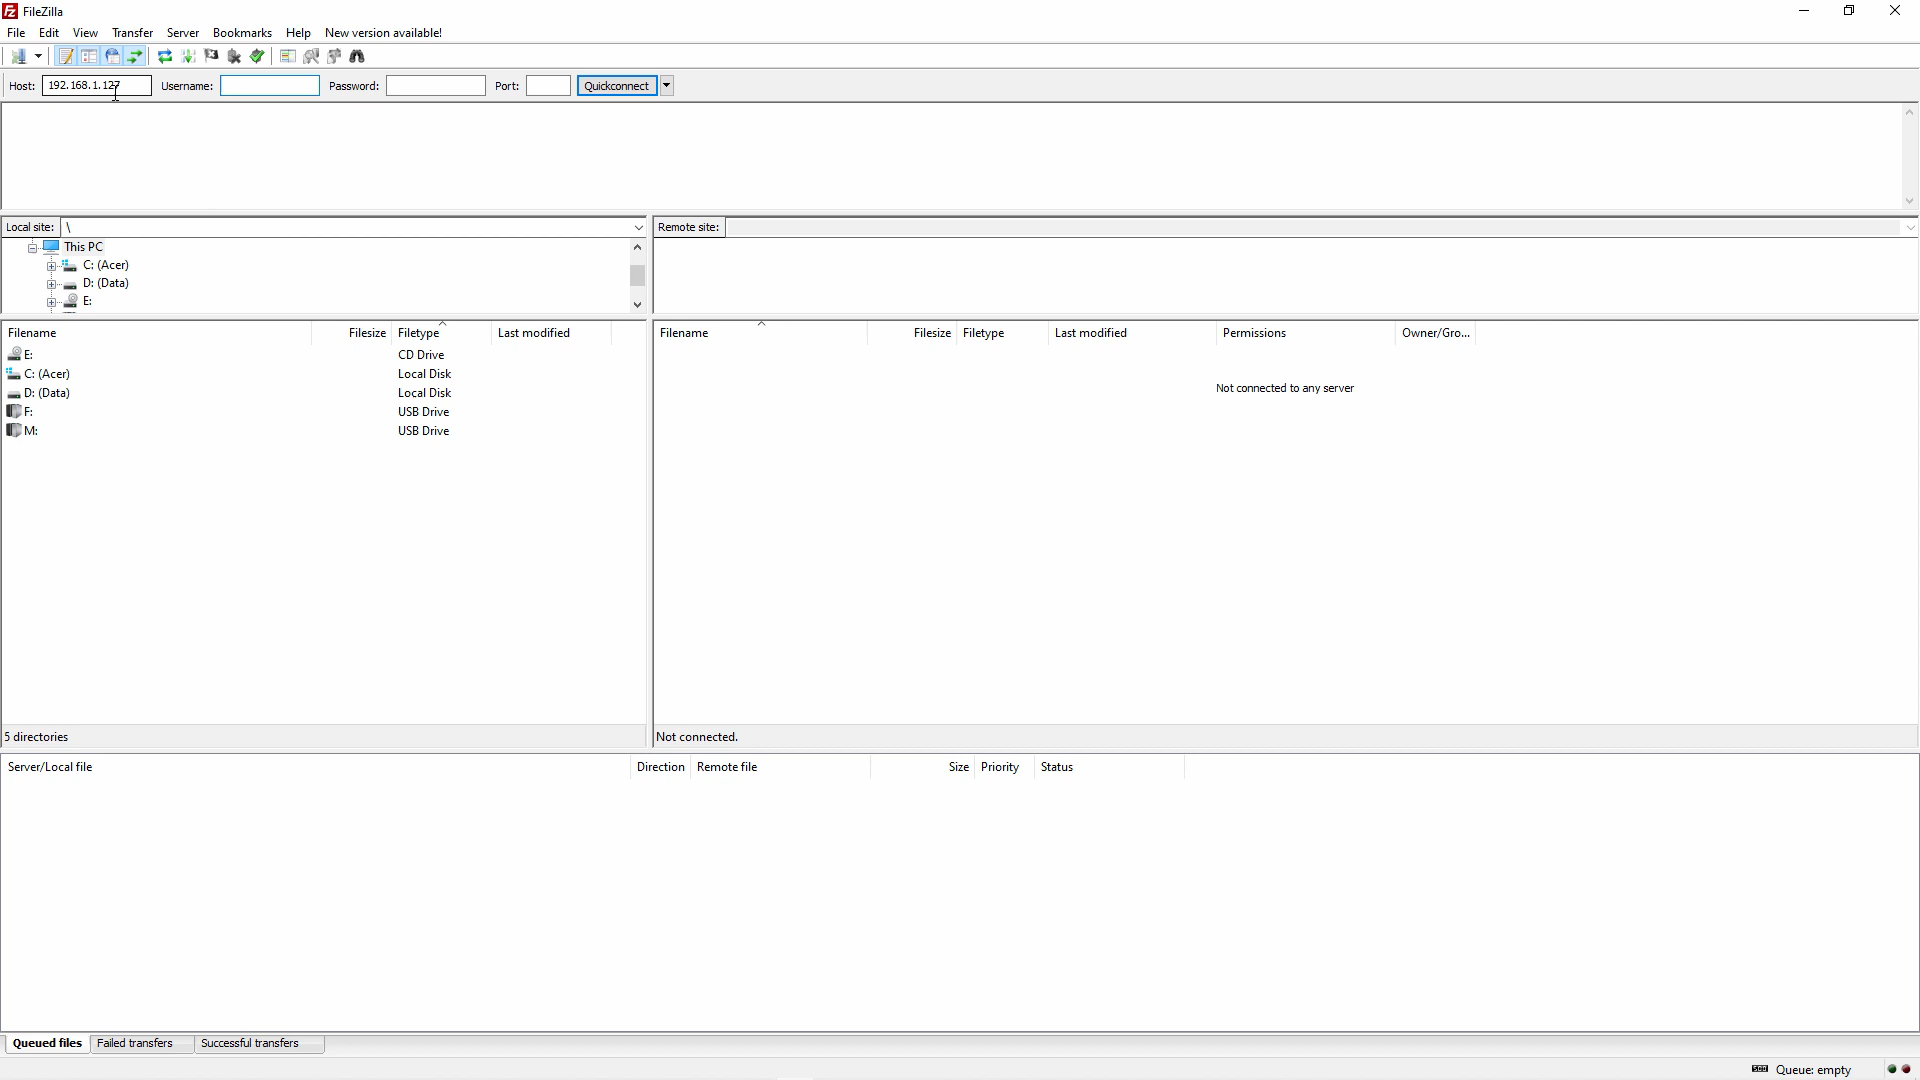 FileZilla
File Edit View Transfer Server Bookmarks Help New version available!
Host: 192.168.1.127 Username: Password: Port: Quickconnect
Local site: \
This PC
C: (Acer)
D: (Data)
E:
Remote site:
Filename Filesize Filetype Last modified
E: CD Drive
C: (Acer) Local Disk
D: (Data) Local Disk
F: USB Drive
M: USB Drive
5 directories
Filename Filesize Filetype Last modified Permissions Owner/Gro...
Not connected to any server
Not connected.
Server/Local file Direction Remote file Size Priority Status
Queued files Failed transfers Successful transfers
Queue: empty